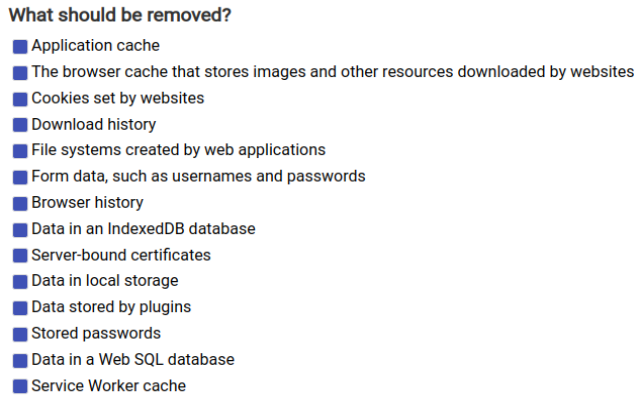 What should be removed?
Application cache
The browser cache that stores images and other resources downloaded by websites
Cookies set by websites
Download history
File systems created by web applications
Form data, such as usernames and passwords
Browser history
Data in an IndexedDB database
Server-bound certificates
Data in local storage
Data stored by plugins
Stored passwords
Data in a Web SQL database
Service Worker cache